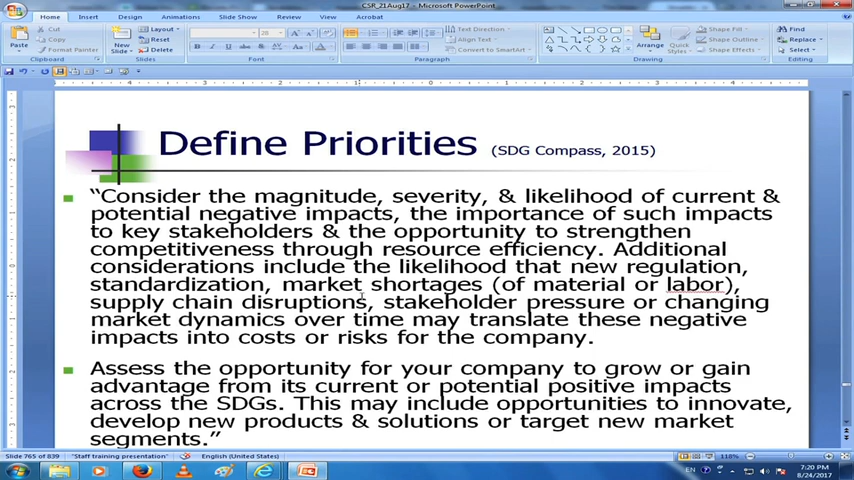 CSR_21Aug17 - Microsoft PowerPoint
Home Insert Design Animations Slide Show Review View Acrobat
Paste Cut Copy Format Painter New Slide Layout Reset Delete Text Direction Align Text Convert to SmartArt Arrange Quick Styles Shape Fill Shape Outline Shape Effects Find Replace Select
Clipboard Slides Font Paragraph Drawing Editing
Define Priorities (SDG Compass, 2015)
“Consider the magnitude, severity, & likelihood of current &
potential negative impacts, the importance of such impacts
to key stakeholders & the opportunity to strengthen
competitiveness through resource efficiency. Additional
considerations include the likelihood that new regulation,
standardization, market shortages (of material or labor),
supply chain disruptions, stakeholder pressure or changing
market dynamics over time may translate these negative
impacts into costs or risks for the company.
Assess the opportunity for your company to grow or gain
advantage from its current or potential positive impacts
across the SDGs. This may include opportunities to innovate,
develop new products & solutions or target new market
segments.”
Slide 765 of 839 "Staff training presentation" English (United States) 118%
EN 7:20 PM
8/24/2017